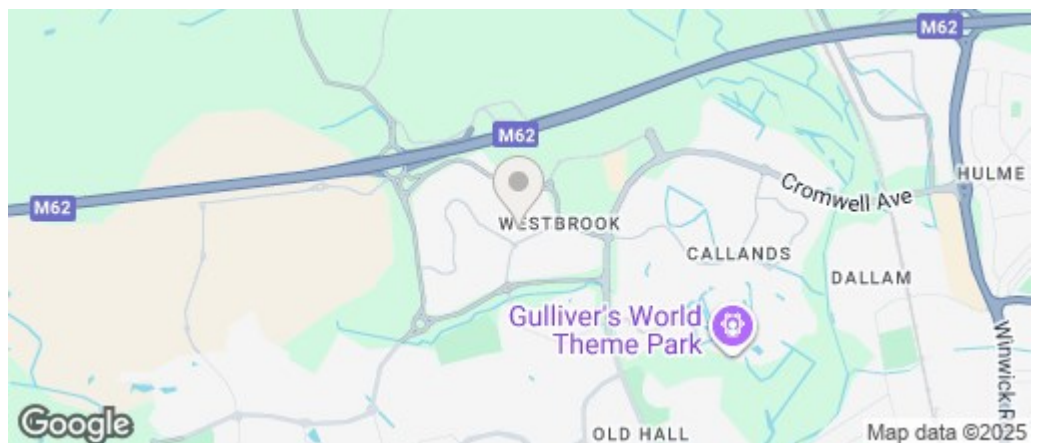 M62
M62
M62
HULME
Cromwell Ave
WESTBROOK
CALLANDS
DALLAM
Gulliver's World
Theme Park
Winwick R
OLD HALL
Google
Map data ©2025